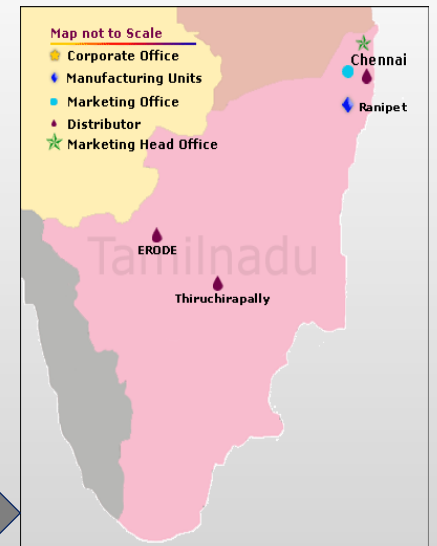 Map not to Scale
Corporate Office
Manufacturing Units
Marketing Office
Distributor
Marketing Head Office
Chennai
Ranipet
ERODE
Tamilnadu
Thiruchirapally